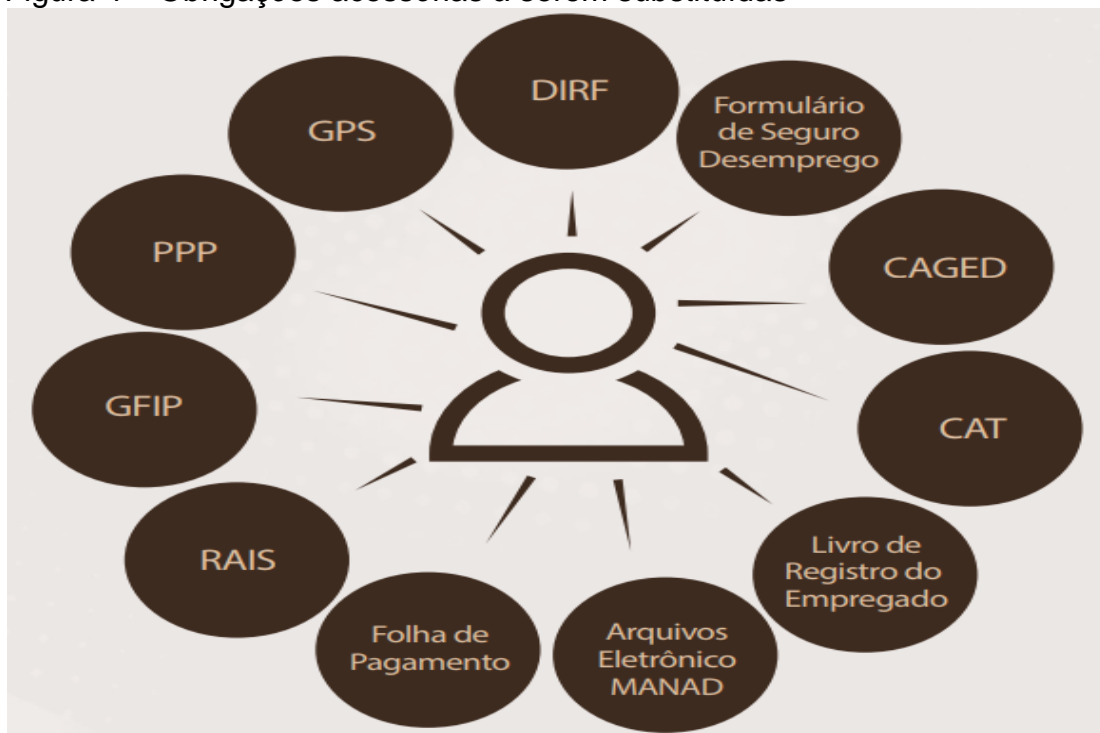 DIRF
Formulário
de Seguro
Desemprego
GPS
PPP
CAGED
GFIP
CAT
RAIS
Livro de
Registro do
Empregado
Folha de
Pagamento
Arquivos
Eletrônico
MANAD